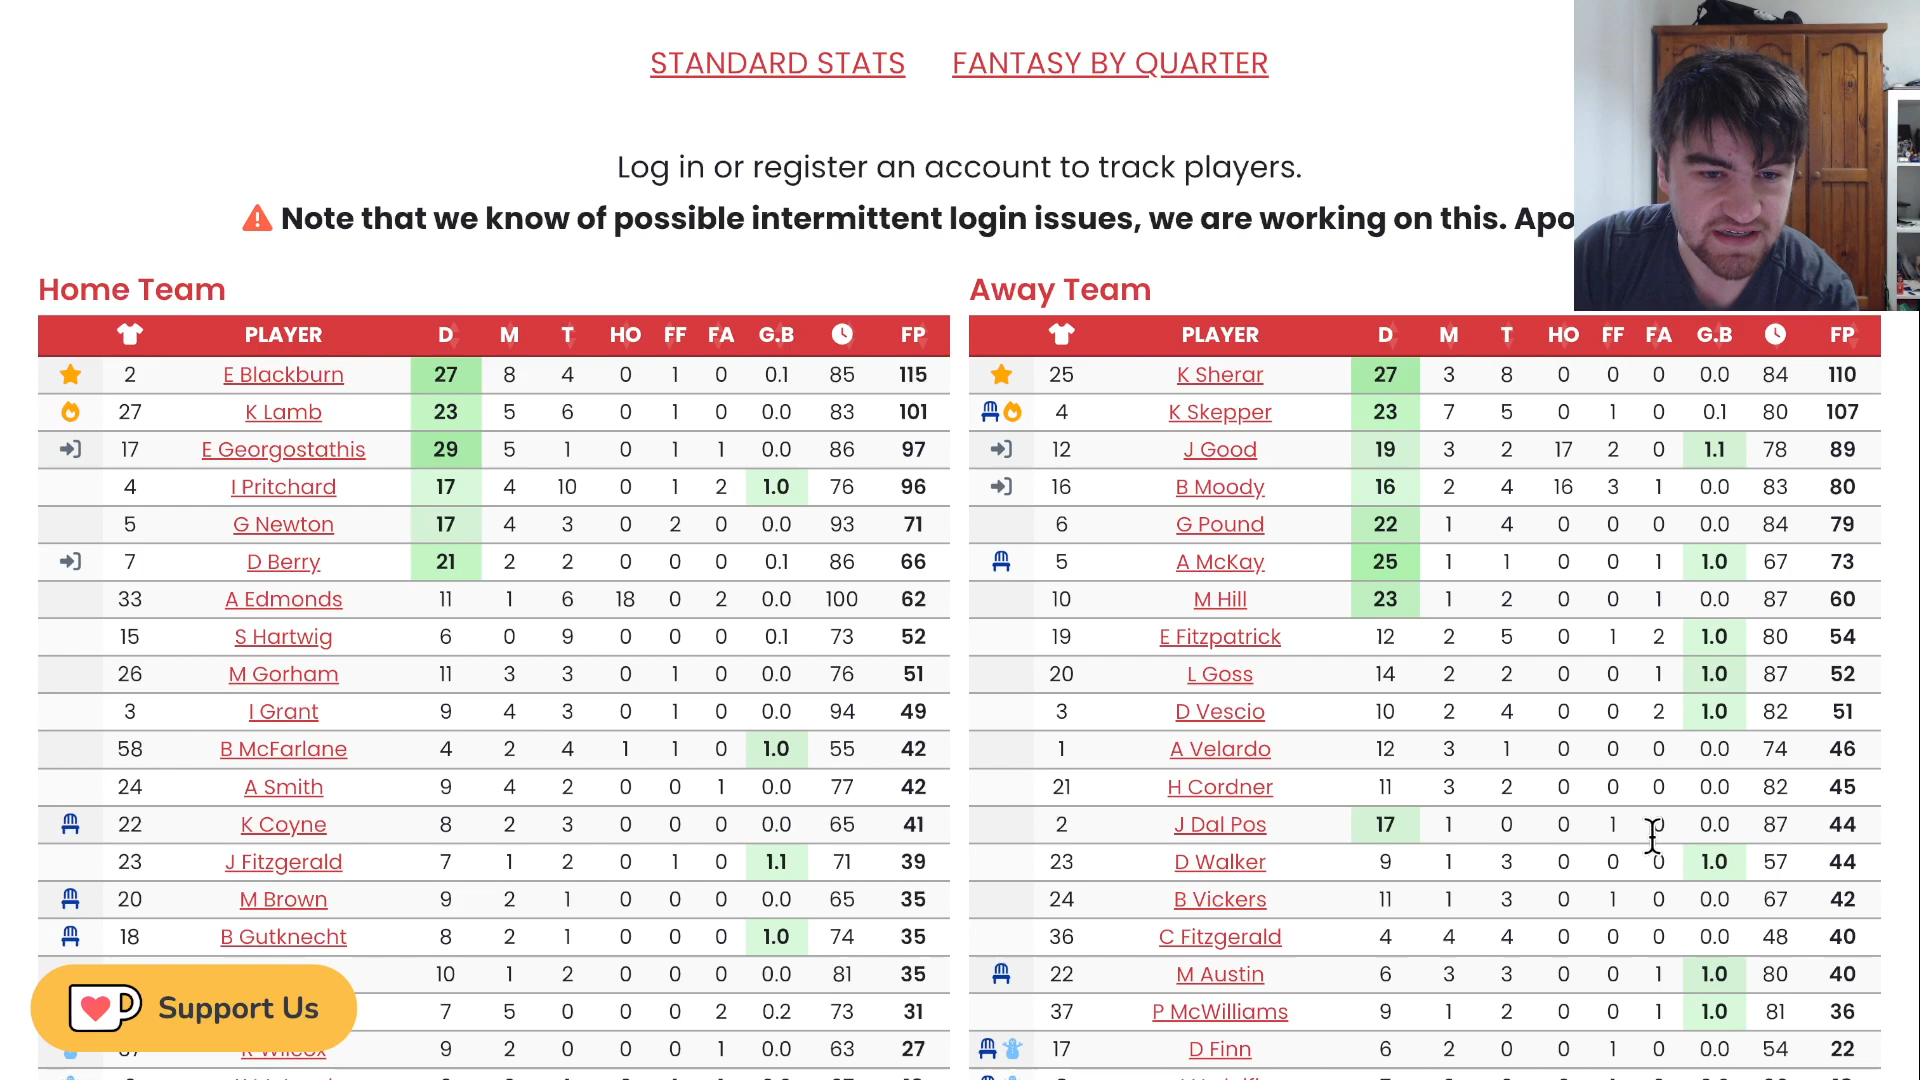 STANDARD STATS FANTASY BY QUARTER
Log in or register an account to track players.
Note that we know of possible intermittent login issues, we are working on this. Apo
Home Team
PLAYER D M T HO FF FA G.B FP
2 E Blackburn 27 8 4 0 1 0 0.1 85 115
27 K Lamb 23 5 6 0 1 0 0.0 83 101
17 E Georgostathis 29 5 1 0 1 1 0.0 86 97
4 I Pritchard 17 4 10 0 1 2 1.0 76 96
5 G Newton 17 4 3 0 2 0 0.0 93 71
7 D Berry 21 2 2 0 0 0 0.1 86 66
33 A Edmonds 11 1 6 18 0 2 0.0 100 62
15 S Hartwig 6 0 9 0 0 0 0.1 73 52
26 M Gorham 11 3 3 0 1 0 0.0 76 51
3 I Grant 9 4 3 0 1 0 0.0 94 49
58 B McFarlane 4 2 4 1 1 0 1.0 55 42
24 A Smith 9 4 2 0 0 1 0.0 77 42
22 K Coyne 8 2 3 0 0 0 0.0 65 41
23 J Fitzgerald 7 1 2 0 1 0 1.1 71 39
20 M Brown 9 2 1 0 0 0 0.0 65 35
18 B Gutknecht 8 2 1 0 0 0 1.0 74 35
10 1 2 0 0 0 0.0 81 35
7 5 0 0 0 2 0.2 73 31
9 2 0 0 0 1 0.0 63 27
Support Us
Away Team
PLAYER D M T HO FF FA G.B FP
25 K Sherar 27 3 8 0 0 0 0.0 84 110
4 K Skepper 23 7 5 0 1 0 0.1 80 107
12 J Good 19 3 2 17 2 0 1.1 78 89
16 B Moody 16 2 4 16 3 1 0.0 83 80
6 G Pound 22 1 4 0 0 0 0.0 84 79
5 A McKay 25 1 1 0 0 1 1.0 67 73
10 M Hill 23 1 2 0 0 1 0.0 87 60
19 E Fitzpatrick 12 2 5 0 1 2 1.0 80 54
20 L Goss 14 2 2 0 0 1 1.0 87 52
3 D Vescio 10 2 4 0 0 2 1.0 82 51
1 A Velardo 12 3 1 0 0 0 0.0 74 46
21 H Cordner 11 3 2 0 0 0 0.0 82 45
2 J Dal Pos 17 1 0 0 1 0 0.0 87 44
23 D Walker 9 1 3 0 0 0 1.0 57 44
24 B Vickers 11 1 3 0 1 0 0.0 67 42
36 C Fitzgerald 4 4 4 0 0 0 0.0 48 40
22 M Austin 6 3 3 0 0 1 1.0 80 40
37 P McWilliams 9 1 2 0 0 1 1.0 81 36
17 D Finn 6 2 0 0 1 0 0.0 54 22